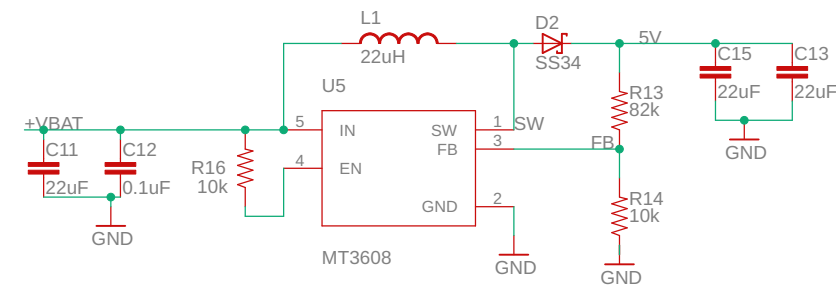 L1
22uH
D2
SS34
5V
C15
22uF
C13
22uF
U5
R13
82k
+VBAT
5
IN
SW
1
SW
FB
3
FB
C11
22uF
C12
0.1uF
R16
10k
4
EN
GND
2
R14
10k
GND
GND
GND
GND
MT3608